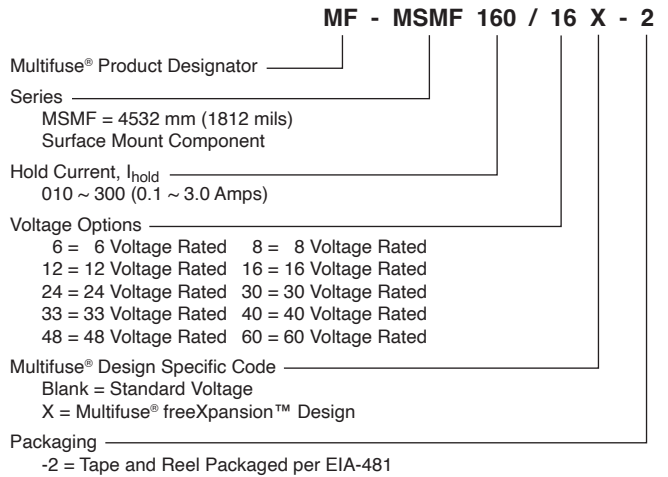 MF - MSMF 160 / 16 X - 2
Multifuse® Product Designator
Series
MSMF = 4532 mm (1812 mils)
Surface Mount Component
Hold Current, Ihold
010 ~ 300 (0.1 ~ 3.0 Amps)
Voltage Options
6 = 6 Voltage Rated 8 = 8 Voltage Rated
12 = 12 Voltage Rated 16 = 16 Voltage Rated
24 = 24 Voltage Rated 30 = 30 Voltage Rated
33 = 33 Voltage Rated 40 = 40 Voltage Rated
48 = 48 Voltage Rated 60 = 60 Voltage Rated
Multifuse® Design Specific Code
Blank = Standard Voltage
X = Multifuse® freeXpansion™ Design
Packaging
-2 = Tape and Reel Packaged per EIA-481